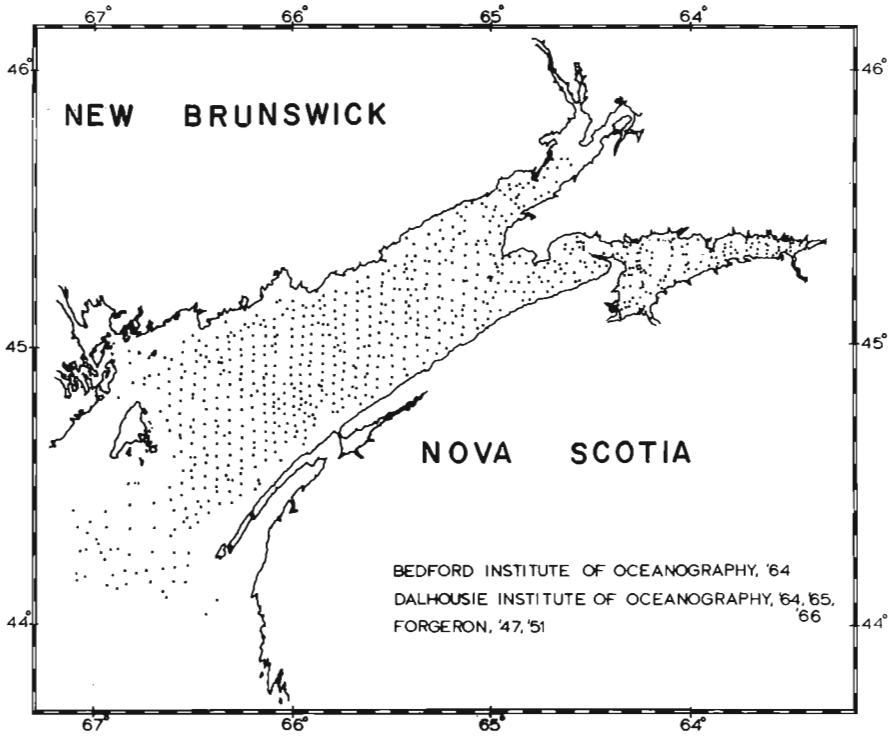 67° 66° 65° 64°
46° 46°
NEW BRUNSWICK
45° 45°
NOVA SCOTIA
BEDFORD INSTITUTE OF OCEANOGRAPHY, '64
DALHOUSIE INSTITUTE OF OCEANOGRAPHY, '64, '65,
'66
FORGERON, '47, '51
44° 44°
67° 66° 65° 64°